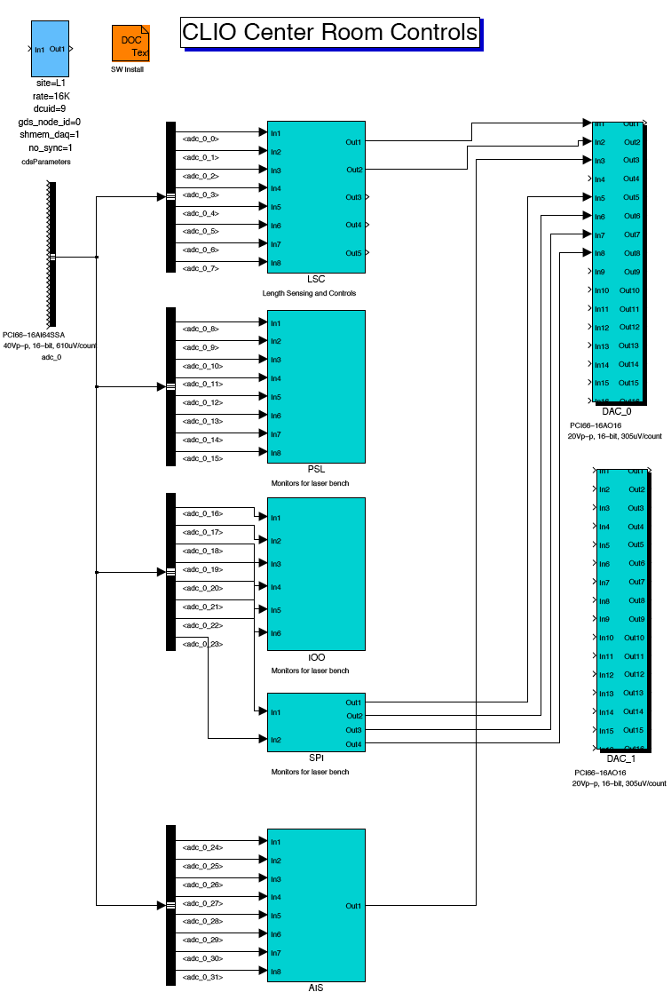 CLIO Center Room Controls
In1 Out1
DOC
Text
SW Install
site=L1
rate=16K
dcuid=9
gds_node_id=0
shmem_daq=1
no_sync=1
cdsParameters
PCI66-16AI64SSA
40Vp-p, 16-bit, 610uV/count
adc_0
<adc_0_0>
<adc_0_1>
<adc_0_2>
<adc_0_3>
<adc_0_4>
<adc_0_5>
<adc_0_6>
<adc_0_7>
In1
In2
In3
In4
In5
In6
In7
In8
Out1
Out2
Out3
Out4
Out5
LSC
Length Sensing and Controls
<adc_0_8>
<adc_0_9>
<adc_0_10>
<adc_0_11>
<adc_0_12>
<adc_0_13>
<adc_0_14>
<adc_0_15>
In1
In2
In3
In4
In5
In6
In7
In8
PSL
Monitors for laser bench
<adc_0_16>
<adc_0_17>
<adc_0_18>
<adc_0_19>
<adc_0_20>
<adc_0_21>
<adc_0_22>
<adc_0_23>
In1
In2
In3
In4
In5
In6
IOO
Monitors for laser bench
In1
In2
Out1
Out2
Out3
Out4
SPI
Monitors for laser bench
<adc_0_24>
<adc_0_25>
<adc_0_26>
<adc_0_27>
<adc_0_28>
<adc_0_29>
<adc_0_30>
<adc_0_31>
In1
In2
In3
In4
In5
In6
In7
In8
Out1
AIS
In1 Out1
In2 Out2
In3 Out3
In4 Out4
In5 Out5
In6 Out6
In7 Out7
In8 Out8
In9 Out9
In10 Out10
In11 Out11
In12 Out12
In13 Out13
In14 Out14
In15 Out15
In16 Out16
DAC_0
PCI66-16AO16
20Vp-p, 16-bit, 305uV/count
In1 Out1
In2 Out2
In3 Out3
In4 Out4
In5 Out5
In6 Out6
In7 Out7
In8 Out8
In9 Out9
In10 Out10
In11 Out11
In12 Out12
In13 Out13
In14 Out14
In15 Out15
In16 Out16
DAC_1
PCI66-16AO16
20Vp-p, 16-bit, 305uV/count